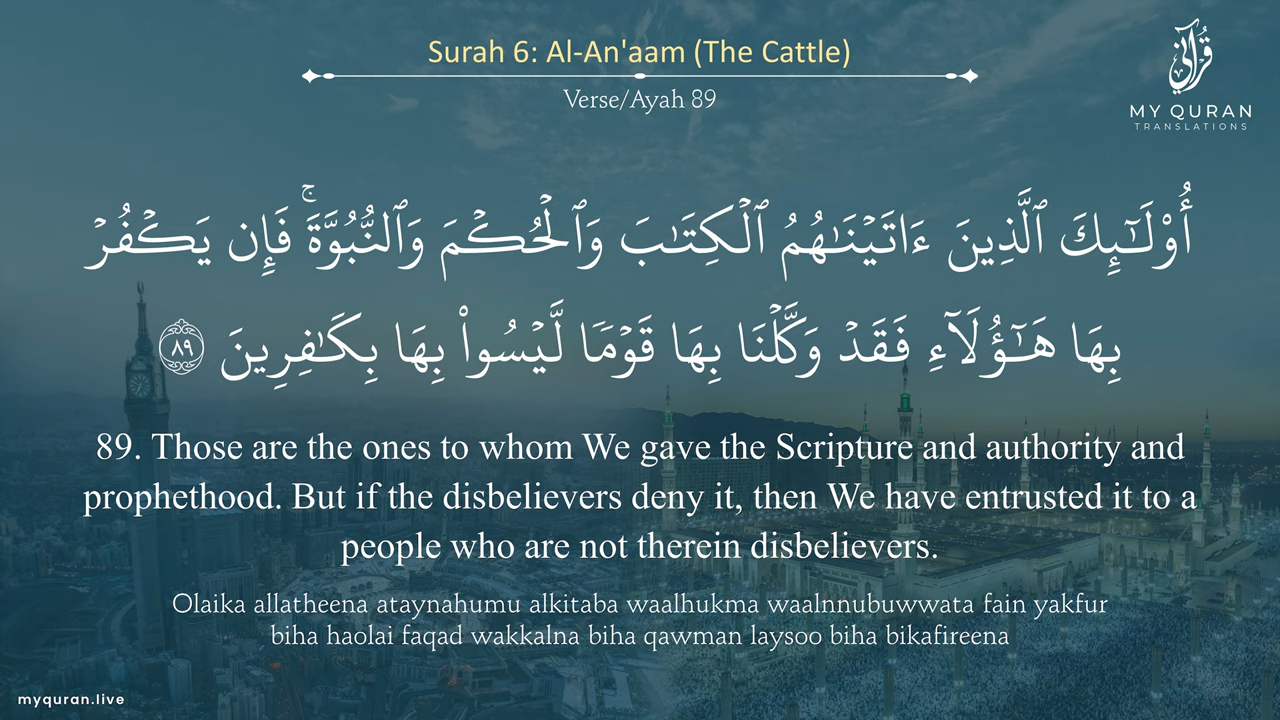 Surah 6: Al-An'aam (The Cattle)
Verse/Ayah 89
قرآني
MY QURAN
TRANSLATIONS
أُوْلَـٰٓئِكَ ٱلَّذِينَ ءَاتَيۡنَـٰهُمُ ٱلۡكِتَـٰبَ وَٱلۡحُكۡمَ وَٱلنُّبُوَّةَۚ فَإِن يَكۡفُرۡ
بِهَا هَـٰٓؤُلَآءِ فَقَدۡ وَكَّلۡنَا بِهَا قَوۡمٗا لَّيۡسُواْ بِهَا بِكَـٰفِرِينَ ٨٩
89. Those are the ones to whom We gave the Scripture and authority and
prophethood. But if the disbelievers deny it, then We have entrusted it to a
people who are not therein disbelievers.
Olaika allatheena ataynahumu alkitaba waalhukma waalnnubuwwata fain yakfur
biha haolai faqad wakkalna biha qawman laysoo biha bikafireena
myquran.live